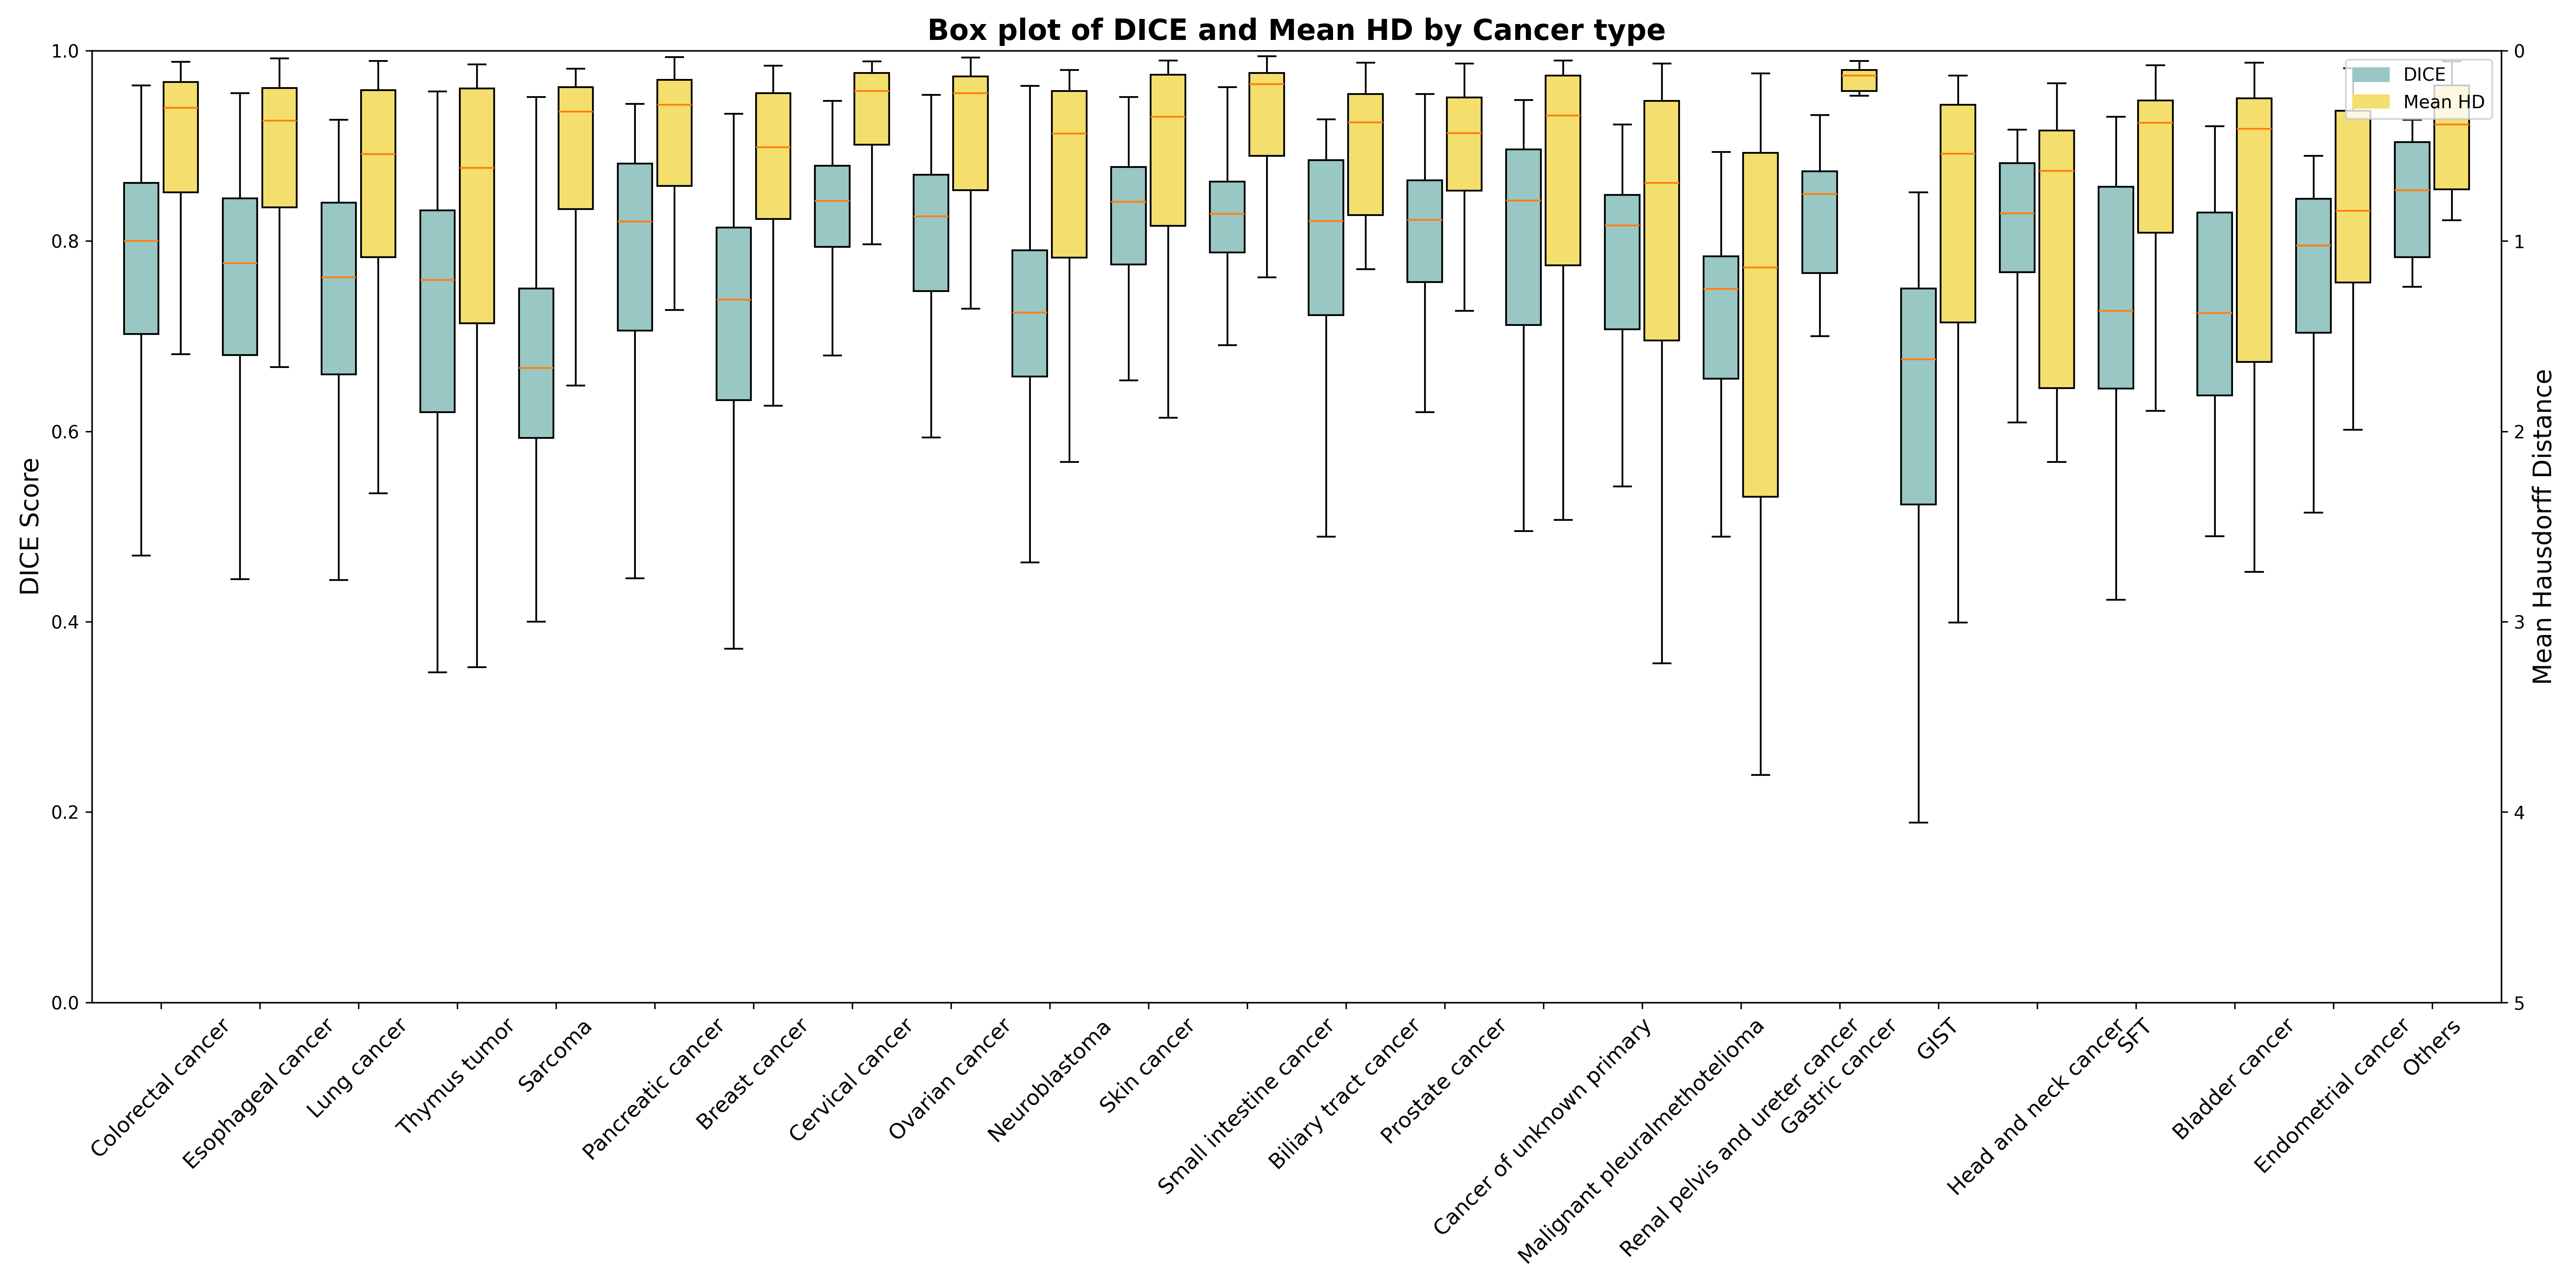 Box plot of DICE and Mean HD by Cancer type
DICE
Mean HD
DICE Score
1.0
0.8
0.6
0.4
0.2
0.0
Mean Hausdorff Distance
0
1
2
3
4
5
Colorectal cancer
Esophageal cancer
Lung cancer
Thymus tumor
Sarcoma
Pancreatic cancer
Breast cancer
Cervical cancer
Ovarian cancer
Neuroblastoma
Skin cancer
Small intestine cancer
Biliary tract cancer
Prostate cancer
Cancer of unknown primary
Malignant pleuralmethotelioma
Renal pelvis and ureter cancer
Gastric cancer
GIST
Head and neck cancer
SFT
Bladder cancer
Endometrial cancer
Others